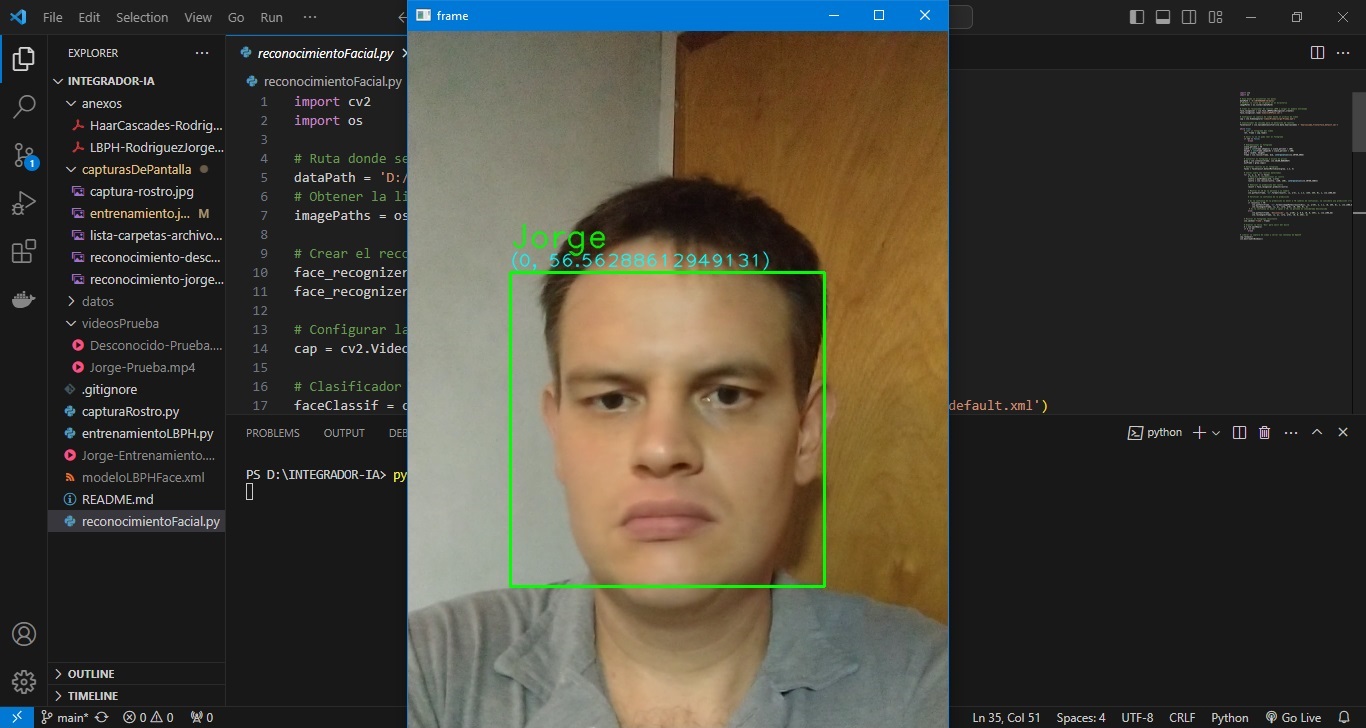 File Edit Selection View Go Run ···
frame
EXPLORER
INTEGRADOR-IA
anexos
HaarCascades-Rodrig...
LBPH-RodriguezJorge...
capturasDePantalla
captura-rostro.jpg
entrenamiento.j... M
lista-carpetas-archivo...
reconocimiento-desc...
reconocimiento-jorge...
datos
videosPrueba
Desconocido-Prueba....
Jorge-Prueba.mp4
.gitignore
capturaRostro.py
entrenamientoLBPH.py
Jorge-Entrenamiento....
modeloLBPHFace.xml
README.md
reconocimientoFacial.py
OUTLINE
TIMELINE
reconocimientoFacial.py
reconocimientoFacial.py
1 import cv2
2 import os
3
4 # Ruta donde se
5 dataPath = 'D:/
6 # Obtener la li
7 imagePaths = os
8
9 # Crear el reco
10 face_recognizer
11 face_recognizer
12
13 # Configurar la
14 cap = cv2.Video
15
16 # Clasificador
17 faceClassif = c
default.xml')
Jorge
(0, 56.56288612949131)
PROBLEMS OUTPUT DEB
python
PS D:\INTEGRADOR-IA> py
1
main* 0 0 0
Ln 35, Col 51 Spaces: 4 UTF-8 CRLF Python Go Live